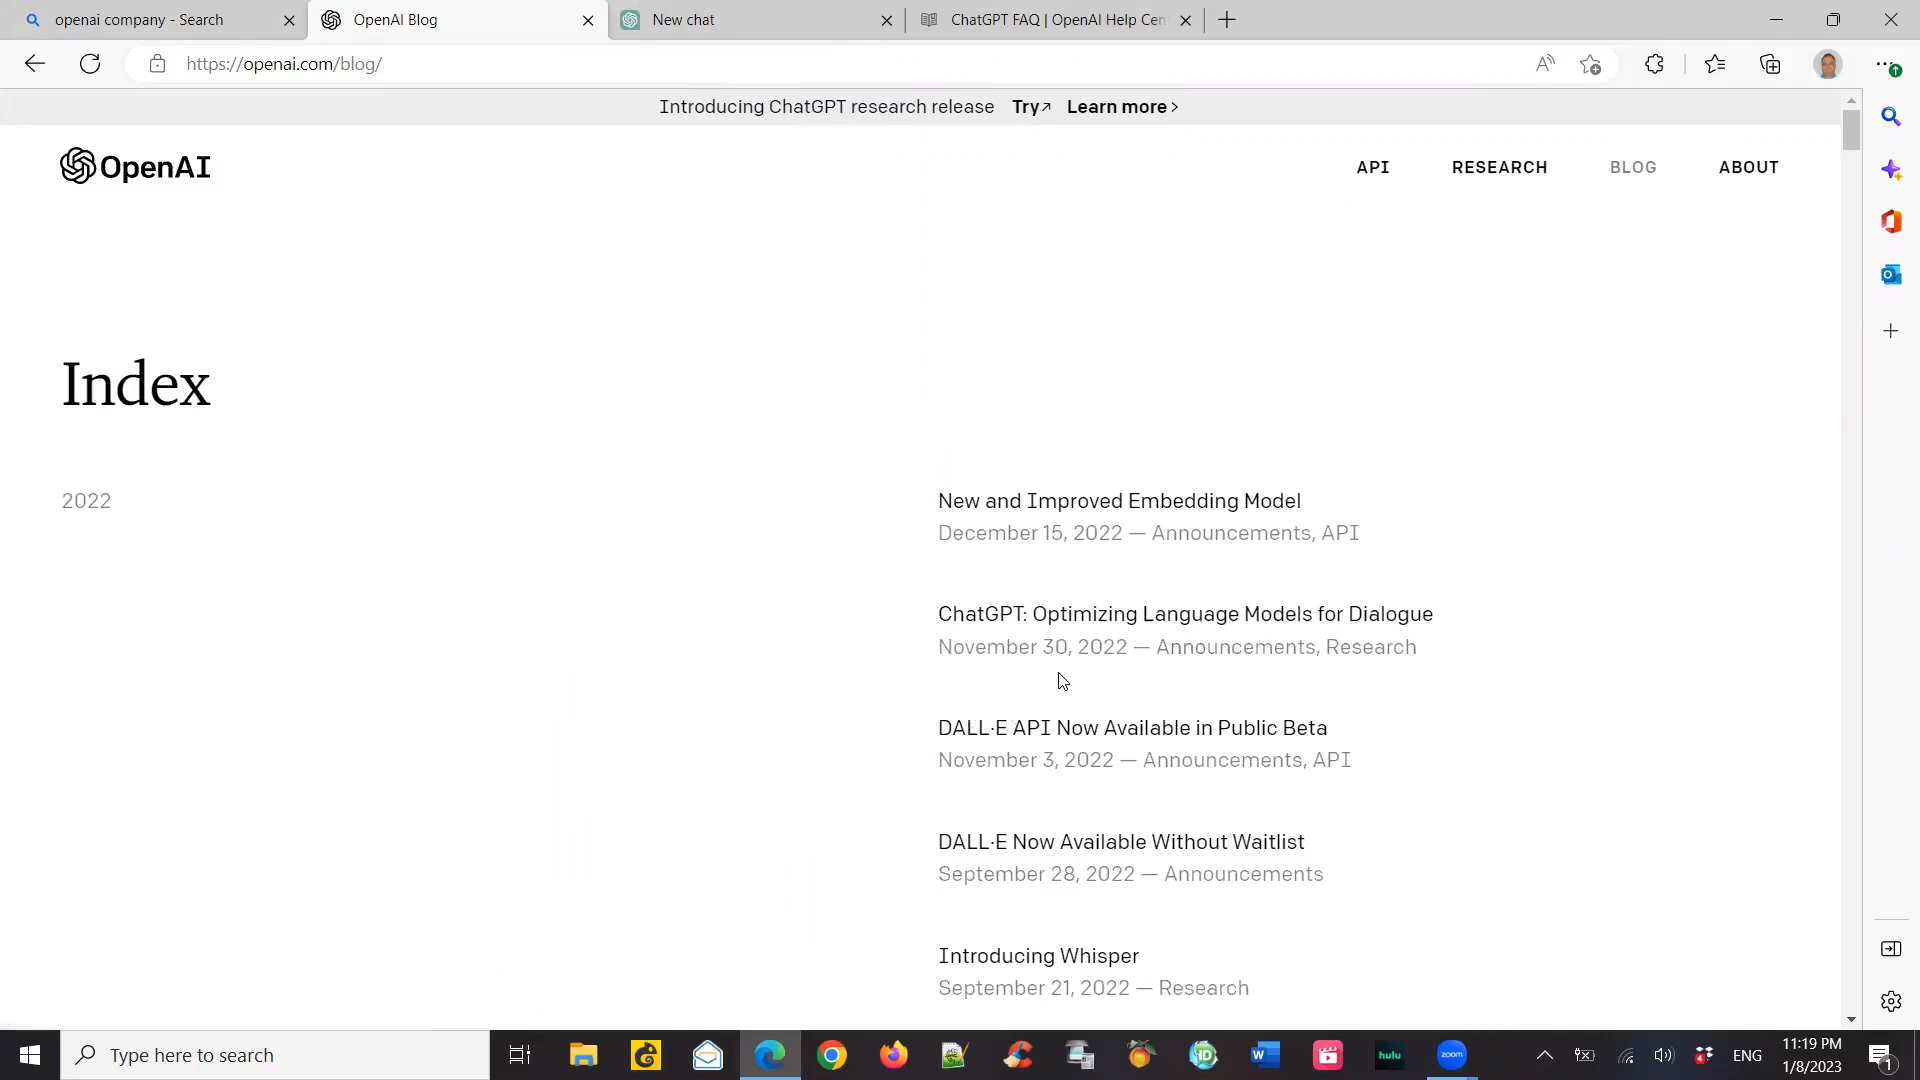 openai company - Search
OpenAI Blog
New chat
ChatGPT FAQ | OpenAI Help Cen
https://openai.com/blog/
Introducing ChatGPT research release Try↗ Learn more >
OpenAI
API RESEARCH BLOG ABOUT
Index
2022
New and Improved Embedding Model
December 15, 2022 — Announcements, API
ChatGPT: Optimizing Language Models for Dialogue
November 30, 2022 — Announcements, Research
DALL·E API Now Available in Public Beta
November 3, 2022 — Announcements, API
DALL·E Now Available Without Waitlist
September 28, 2022 — Announcements
Introducing Whisper
September 21, 2022 — Research
Type here to search
hulu
zoom
ENG
11:19 PM
1/8/2023
1